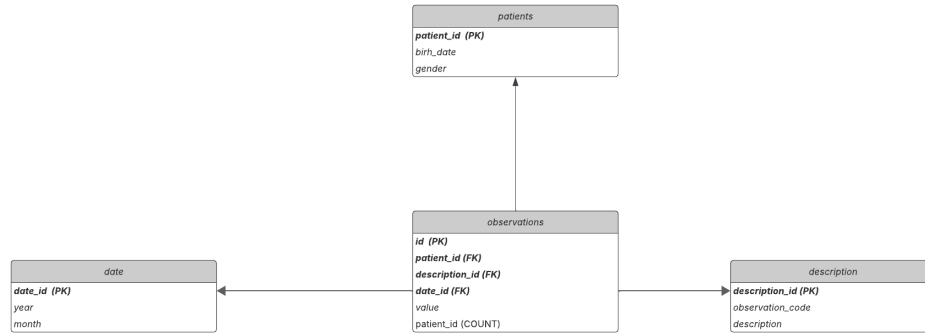 patients
patient_id (PK)
birh_date
gender
observations
id (PK)
patient_id (FK)
description_id (FK)
date_id (FK)
value
patient_id (COUNT)
date
date_id (PK)
year
month
description
description_id (PK)
observation_code
description